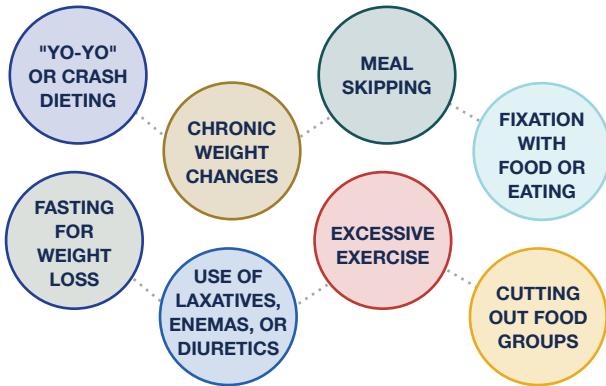 "YO-YO"
OR CRASH
DIETING
CHRONIC
WEIGHT
CHANGES
MEAL
SKIPPING
FIXATION
WITH
FOOD OR
EATING
FASTING
FOR
WEIGHT
LOSS
USE OF
LAXATIVES,
ENEMAS, OR
DIURETICS
EXCESSIVE
EXERCISE
CUTTING
OUT FOOD
GROUPS